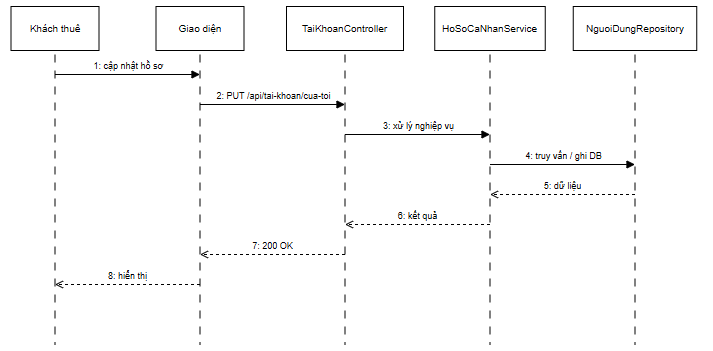 Khách thuê
Giao diện
TaiKhoanController
HoSoCaNhanService
NguoiDungRepository
1: cập nhật hồ sơ
2: PUT /api/tai-khoan/cua-toi
3: xử lý nghiệp vụ
4: truy vấn / ghi DB
5: dữ liệu
6: kết quả
7: 200 OK
8: hiển thị